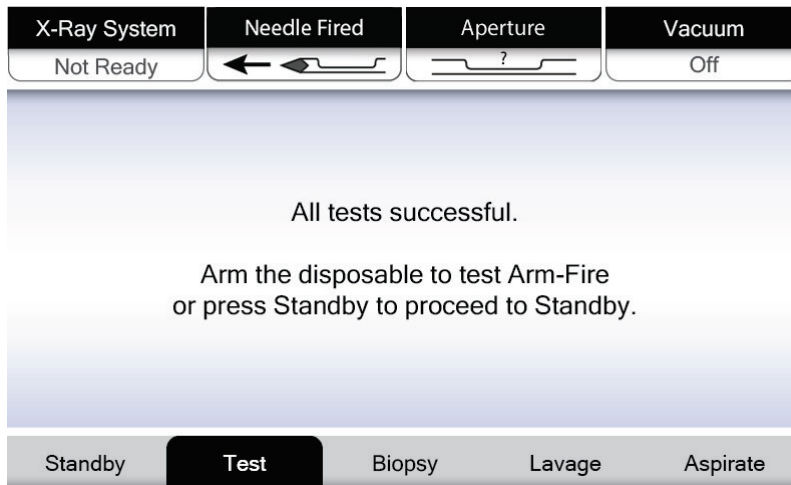 X-Ray System Needle Fired Aperture Vacuum
Not Ready ? Off
All tests successful.
Arm the disposable to test Arm-Fire
or press Standby to proceed to Standby.
Standby Test Biopsy Lavage Aspirate